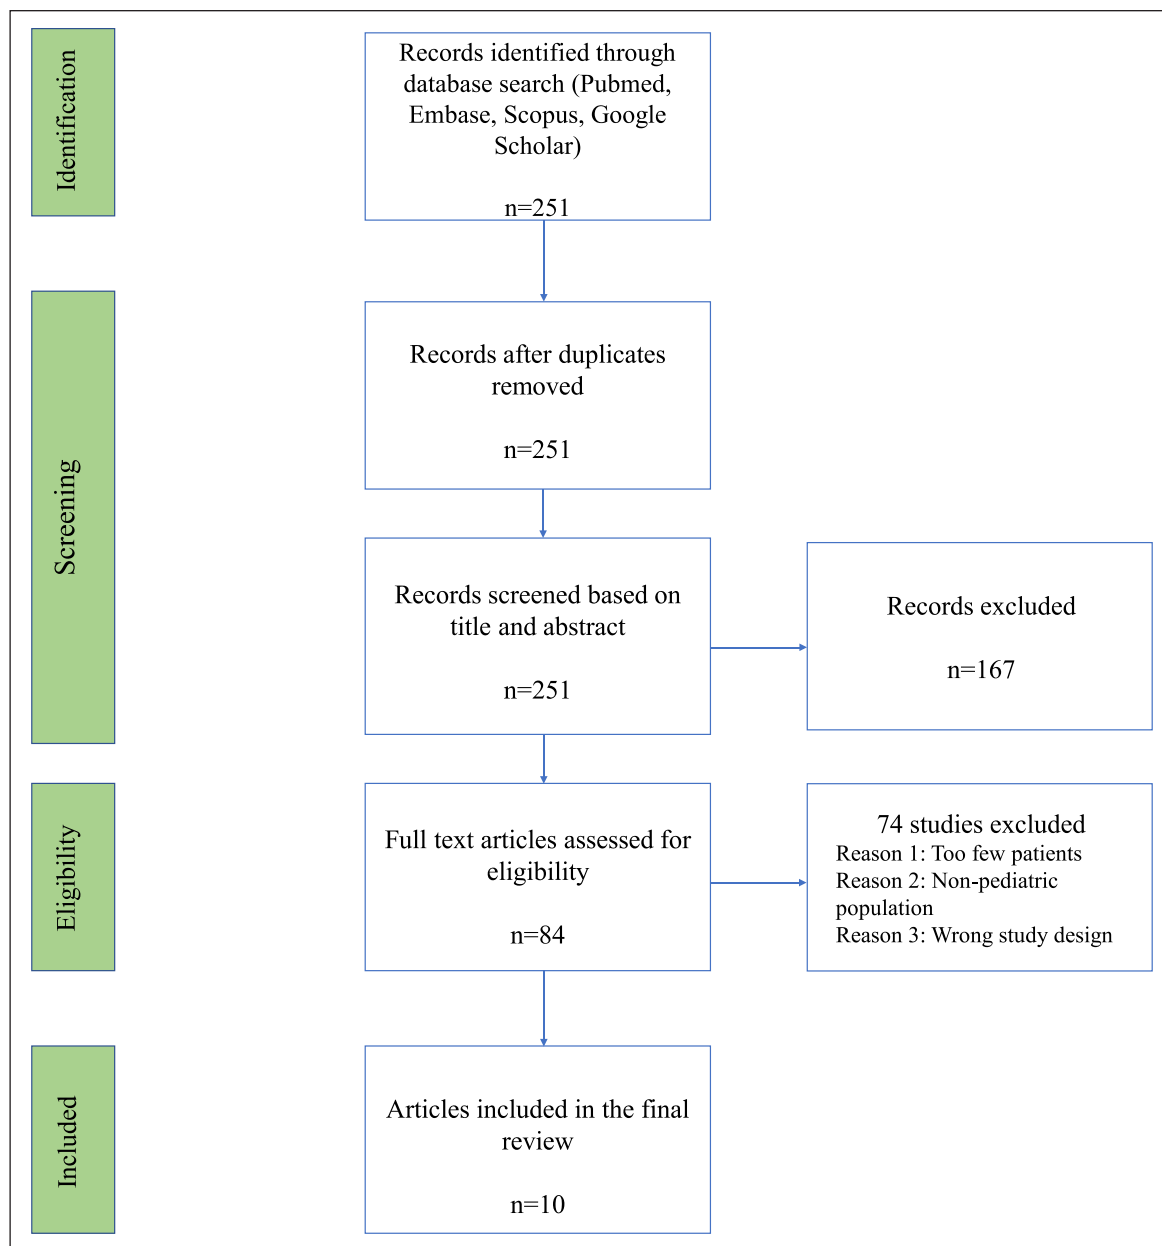 Identification
Records identified through
database search (Pubmed,
Embase, Scopus, Google
Scholar)
n=251
Screening
Records after duplicates
removed
n=251
Records screened based on
title and abstract
n=251
Records excluded
n=167
Eligibility
Full text articles assessed for
eligibility
n=84
74 studies excluded
Reason 1: Too few patients
Reason 2: Non-pediatric
population
Reason 3: Wrong study design
Included
Articles included in the final
review
n=10